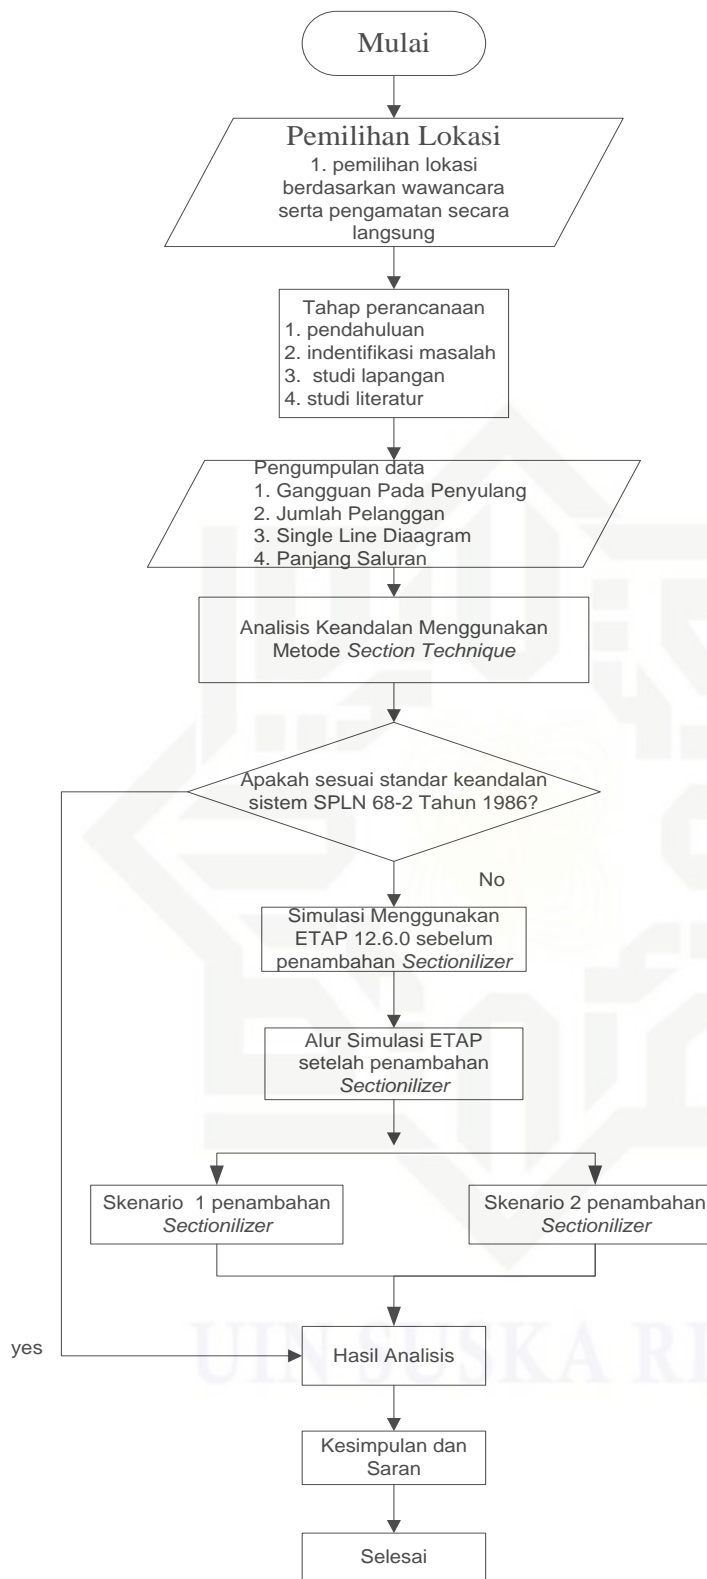 Mulai
Pemilihan Lokasi
1. pemilihan lokasi
berdasarkan wawancara
serta pengamatan secara
langsung
Tahap perancanaan
1. pendahuluan
2. indentifikasi masalah
3. studi lapangan
4. studi literatur
Pengumpulan data
1. Gangguan Pada Penyulang
2. Jumlah Pelanggan
3. Single Line Diaagram
4. Panjang Saluran
Analisis Keandalan Menggunakan
Metode Section Technique
Apakah sesuai standar keandalan
sistem SPLN 68-2 Tahun 1986?
No
Simulasi Menggunakan
ETAP 12.6.0 sebelum
penambahan Sectionilizer
Alur Simulasi ETAP
setelah penambahan
Sectionilizer
Skenario 1 penambahan
Sectionilizer
Skenario 2 penambahan
Sectionilizer
yes
Hasil Analisis
UIN SUSKA RI
Kesimpulan dan
Saran
Selesai